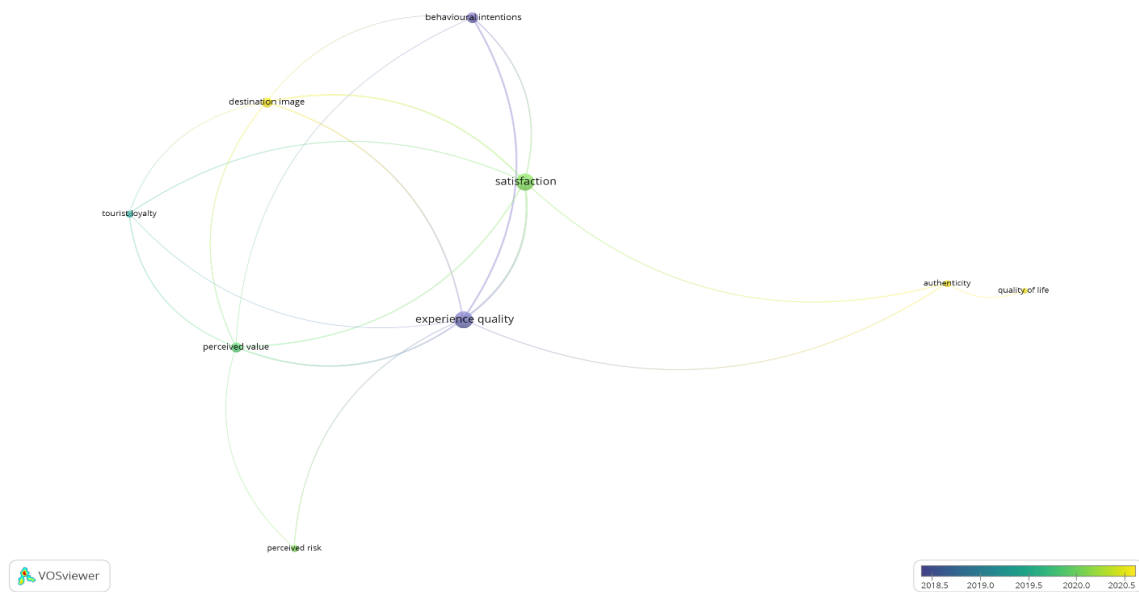 behavioural intentions
destination image
satisfaction
tourist loyalty
authenticity
quality of life
experience quality
perceived value
perceived risk
VOSviewer
2018.5 2019.0 2019.5 2020.0 2020.5